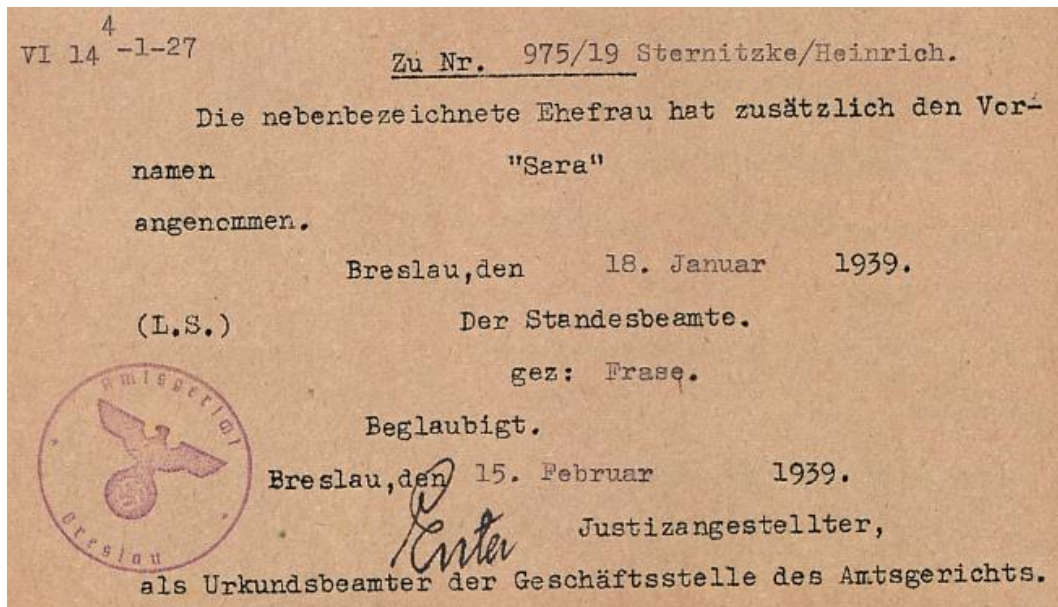 VI 14 4 -1-27
Zu Nr. 975/19 Sternitzke/Heinrich.
Die nebenbezeichnete Ehefrau hat zusätzlich den Vor-
namen "Sara"
angenommen.
Breslau,den 18. Januar 1939.
(L.S.) Der Standesbeamte.
gez: Frase.
Beglaubigt.
Breslau,den 15. Februar 1939.
Justizangestellter,
als Urkundsbeamter der Geschäftsstelle des Amtsgerichts.
Amtsgericht
Breslau